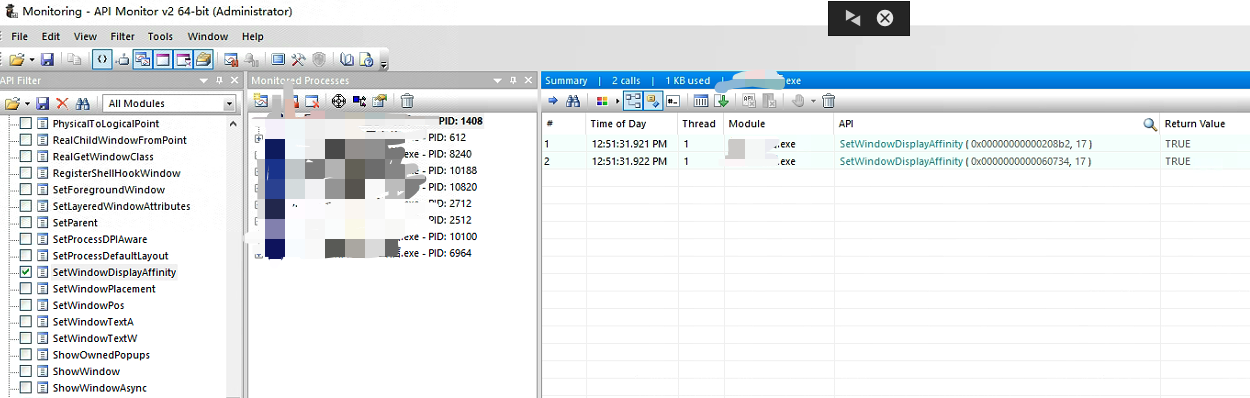 Monitoring - API Monitor v2 64-bit (Administrator)
File Edit View Filter Tools Window Help
API Filter
All Modules
PhysicalToLogicalPoint
RealChildWindowFromPoint
RealGetWindowClass
RegisterShellHookWindow
SetForegroundWindow
SetLayeredWindowAttributes
SetParent
SetProcessDPIAware
SetProcessDefaultLayout
SetWindowDisplayAffinity
SetWindowPlacement
SetWindowPos
SetWindowTextA
SetWindowTextW
ShowOwnedPopups
ShowWindow
ShowWindowAsync
Monitored Processes
PID: 1408
- PID: 612
- PID: 8240
- PID: 10188
- PID: 10820
- PID: 2712
- PID: 2512
.exe - PID: 10100
.exe - PID: 6964
Summary | 2 calls | 1 KB used | .exe
# Time of Day Thread Module API Return Value
1 12:51:31.921 PM 1 .exe SetWindowDisplayAffinity ( 0x00000000000208b2, 17 ) TRUE
2 12:51:31.922 PM 1 .exe SetWindowDisplayAffinity ( 0x0000000000060734, 17 ) TRUE